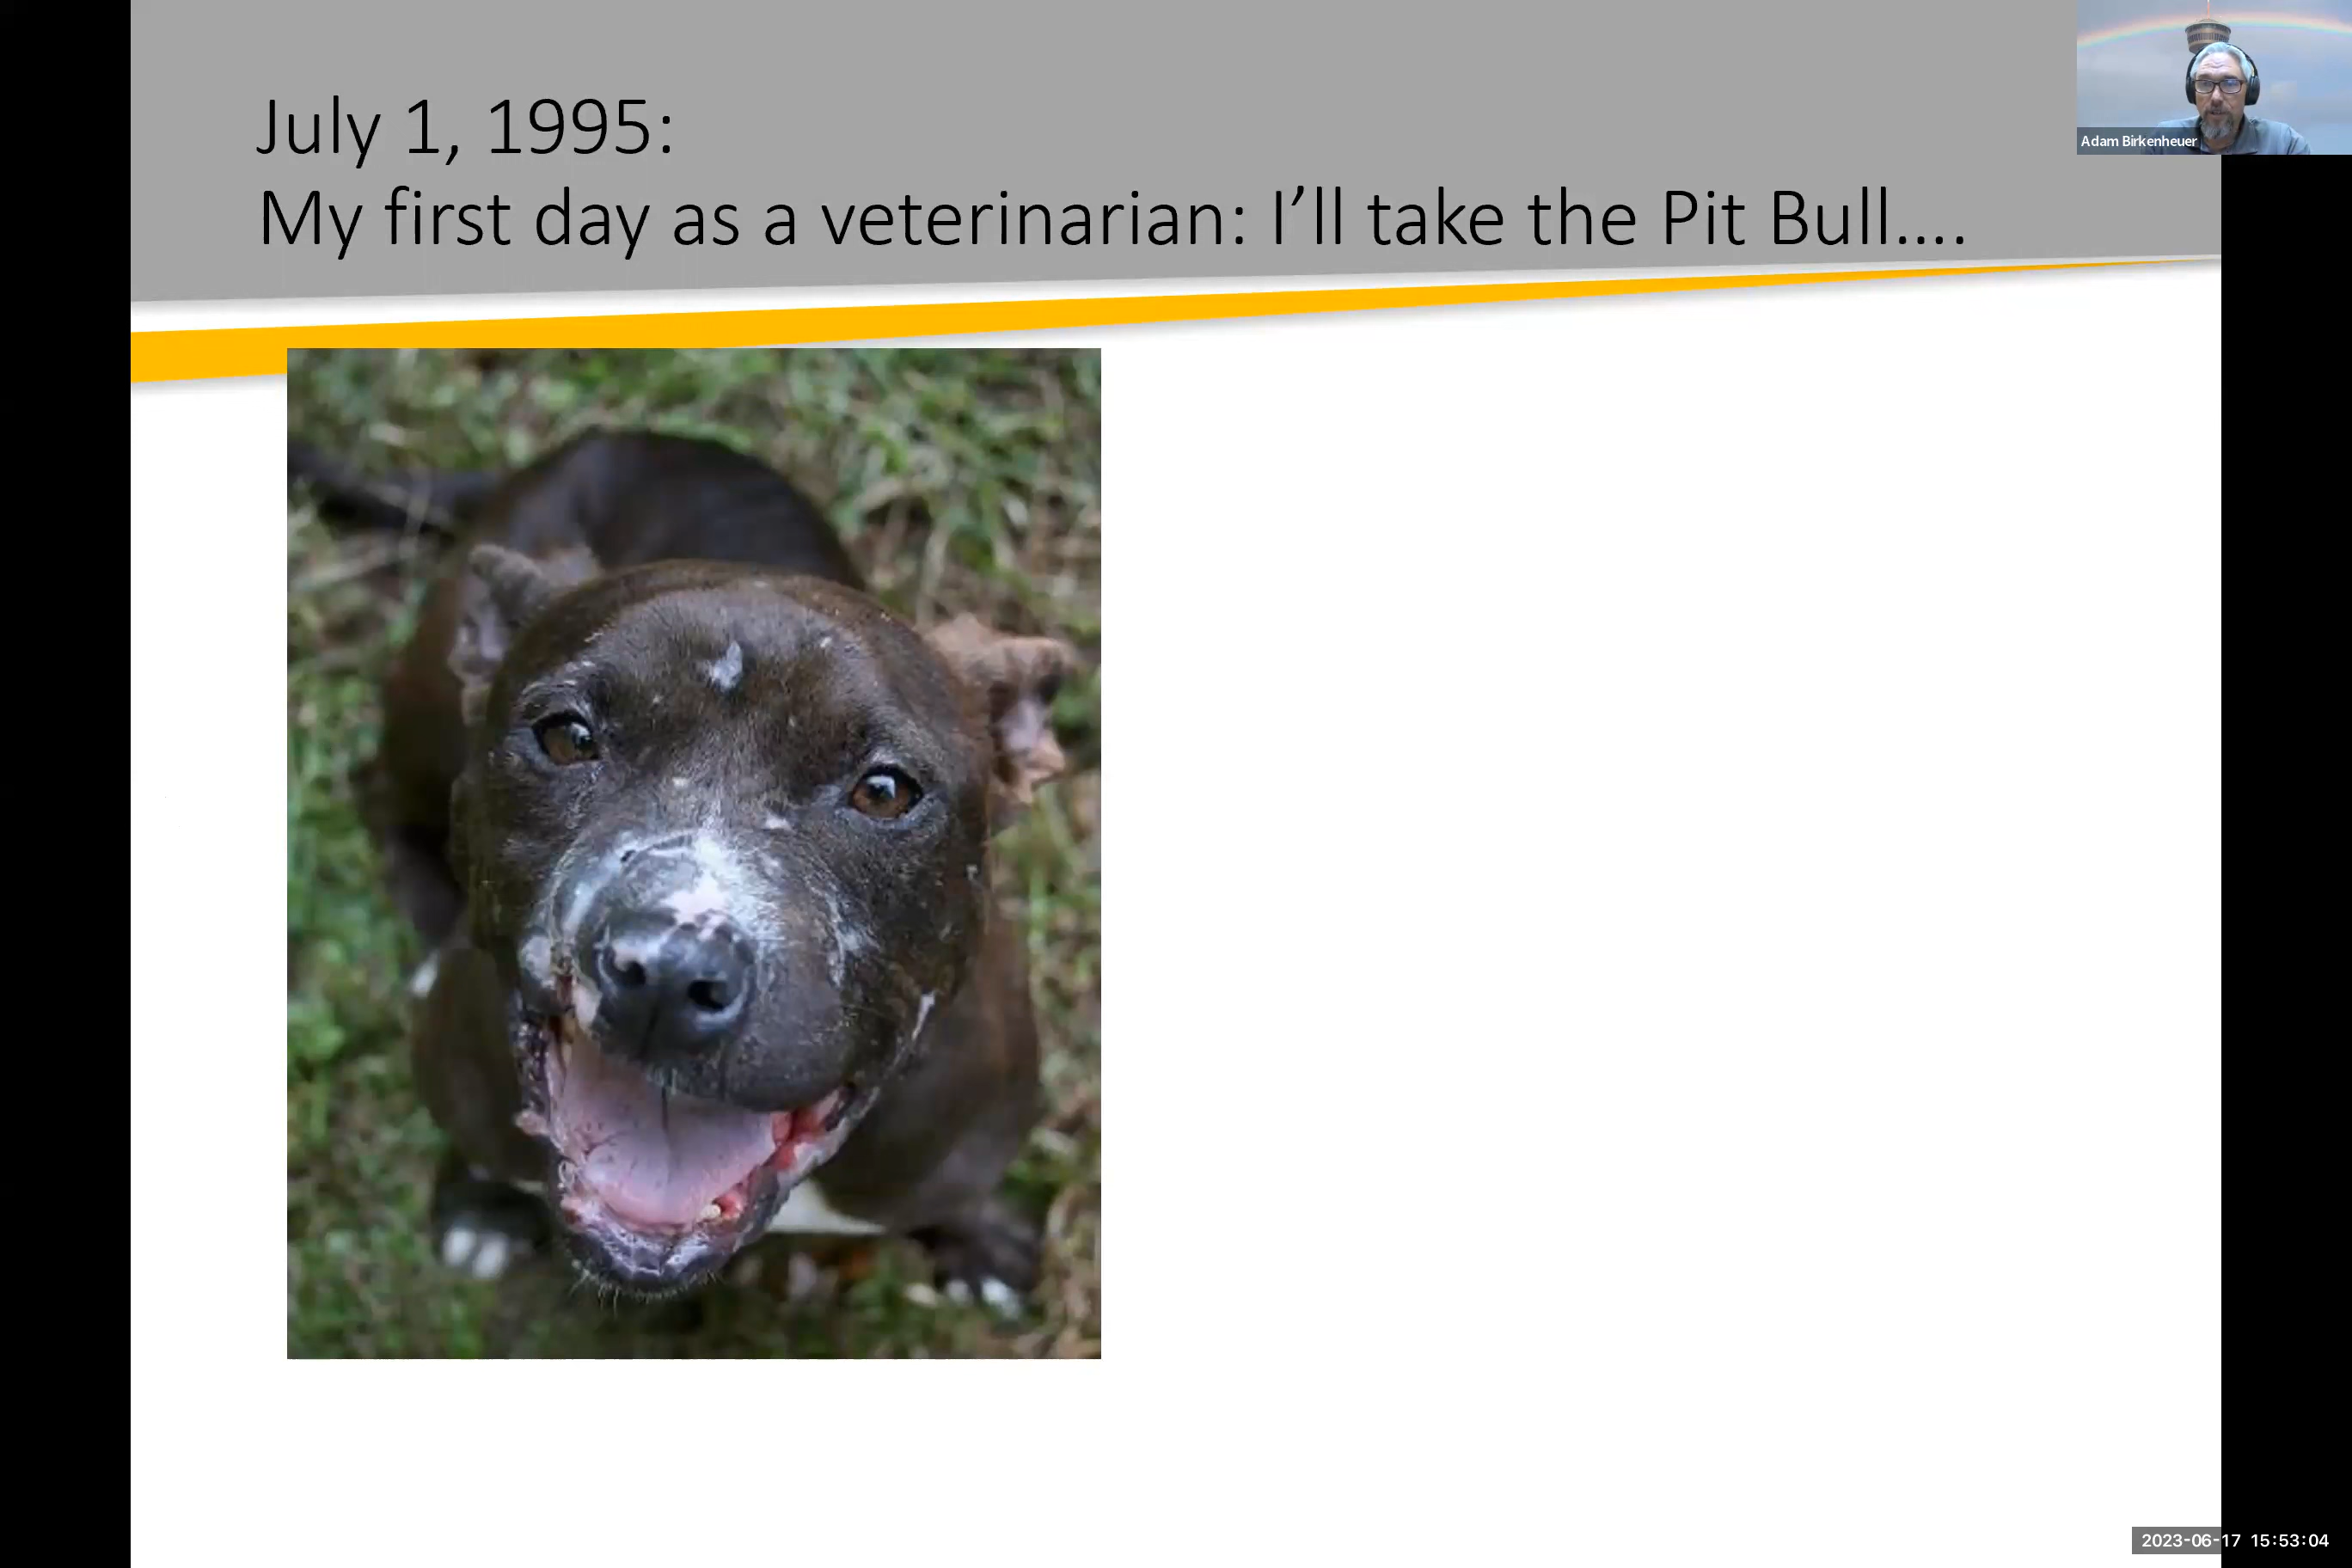 July 1, 1995:
My first day as a veterinarian: I’ll take the Pit Bull....
Adam Birkenheuer
2023-06-17 15:53:04